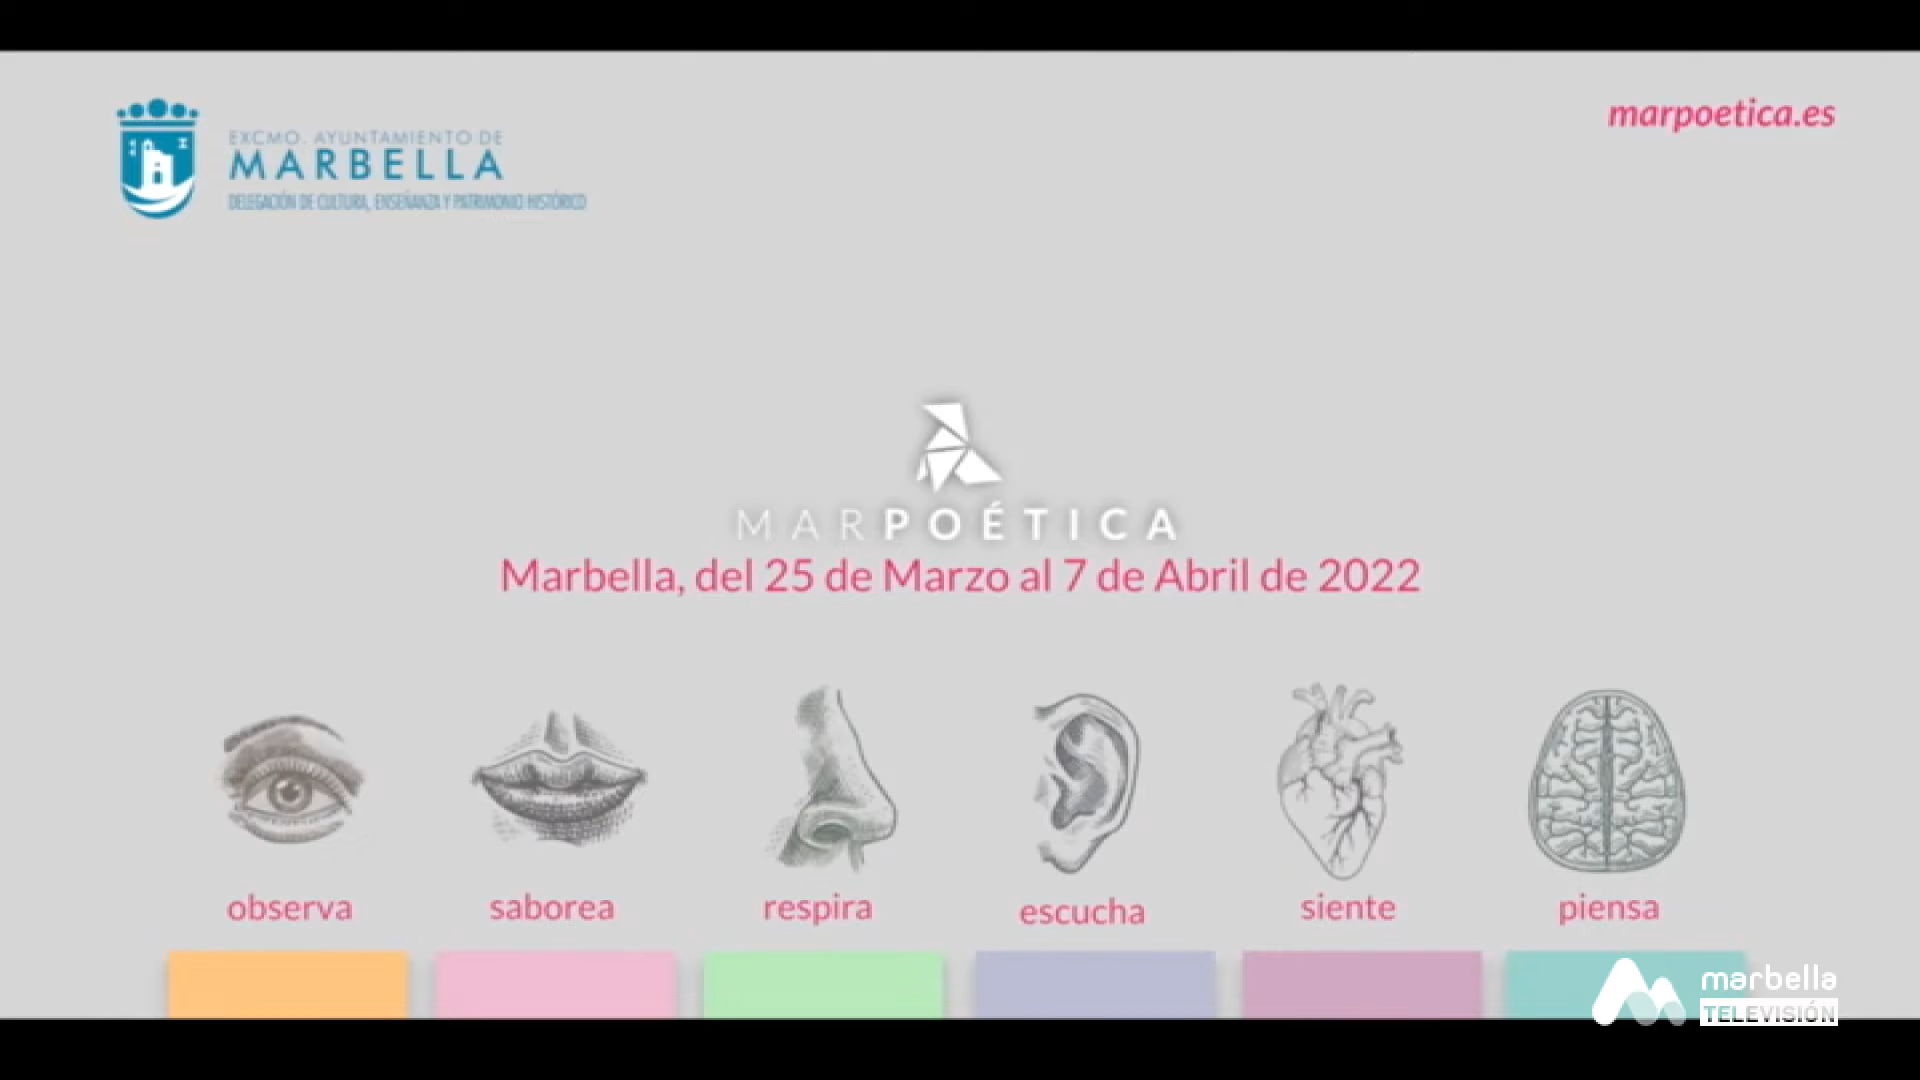 EXCMO. AYUNTAMIENTO DE
MARBELLA
DELEGACIÓN DE CULTURA, ENSEÑANZA Y PATRIMONIO HISTÓRICO
marpoetica.es
MARPOÉTICA
Marbella, del 25 de Marzo al 7 de Abril de 2022
observa
saborea
respira
escucha
siente
piensa
marbella
TELEVISIÓN